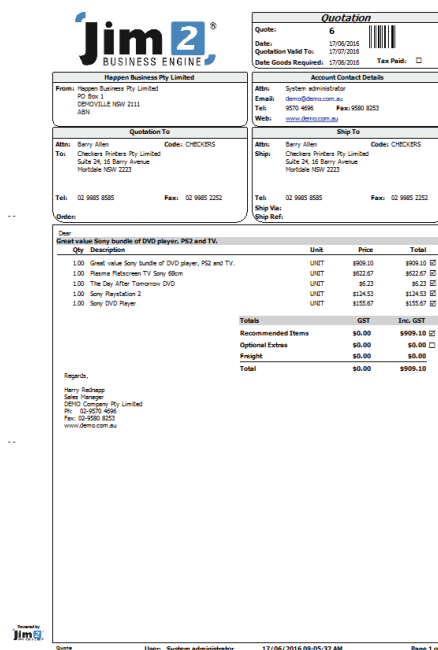 Jim2®
BUSINESS ENGINE
Quotation
Quote: 6
Date: 17/06/2016
Quotation Valid To: 17/07/2016
Date Goods Required: 17/06/2016 Tax Paid:
Happen Business Pty Limited
From: Happen Business Pty Limited
PO Box 1
DEMOVILLE NSW 2111
ABN
Account Contact Details
Attn: System administrator
Email: demo@demo.com.au
Tel: 9570 4696 Fax: 9580 8253
Web: www.demo.com.au
Quotation To
Attn: Barry Allen Code: CHECKERS
To: Checkers Printers Pty Limited
Suite 24, 16 Barry Avenue
Mortdale NSW 2223
Tel: 02 9985 8585 Fax: 02 9985 2252
Order:
Ship To
Attn: Barry Allen Code: CHECKERS
Ship: Checkers Printers Pty Limited
Suite 24, 16 Barry Avenue
Mortdale NSW 2223
Tel: 02 9985 8585 Fax: 02 9985 2252
Ship Via:
Ship Ref:
Dear
Great value Sony bundle of DVD player, PS2 and TV.
Qty Description Unit Price Total
1.00 Great value Sony bundle of DVD player, PS2 and TV. UNIT $909.10 $909.10
1.00 Plasma Flatscreen TV Sony 68cm UNIT $622.67 $622.67
1.00 The Day After Tomorrow DVD UNIT $6.23 $6.23
1.00 Sony Playstation 2 UNIT $124.53 $124.53
1.00 Sony DVD Player UNIT $155.67 $155.67
Totals GST Inc. GST
Recommended Items $0.00 $909.10
Optional Extras $0.00 $0.00
Freight $0.00 $0.00
Total $0.00 $909.10
Regards,
Harry Rednapp
Sales Manager
DEMO Company Pty Limited
Ph: 02-9570 4696
Fax: 02-9580 8253
www.demo.com.au
Powered by
Jim2
Quote User: System administrator 17/06/2016 09:05:32 AM Page 1 o